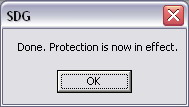 SDG
Done. Protection is now in effect.
OK